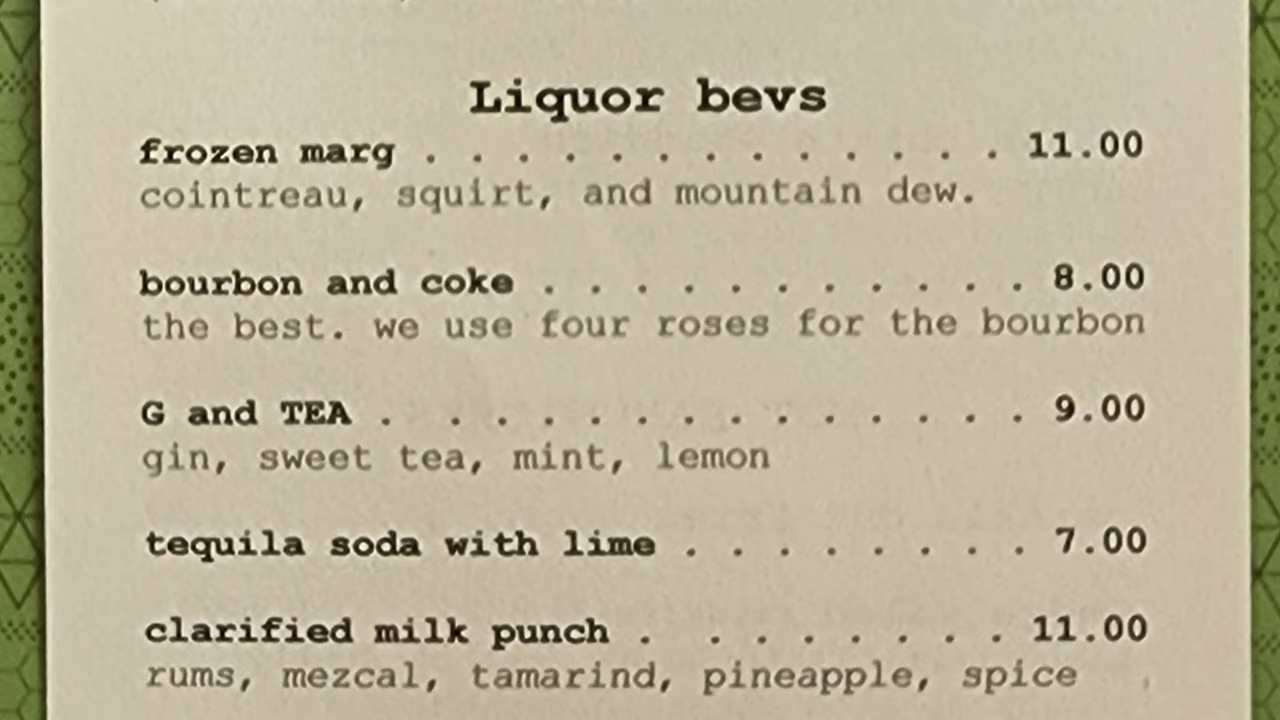 Liquor bevs
frozen marg . . . . . . . . . . . . . 11.00
cointreau, squirt, and mountain dew.
bourbon and coke . . . . . . . . . . . 8.00
the best. we use four roses for the bourbon
G and TEA . . . . . . . . . . . . . . 9.00
gin, sweet tea, mint, lemon
tequila soda with lime . . . . . . . . 7.00
clarified milk punch . . . . . . . . 11.00
rums, mezcal, tamarind, pineapple, spice